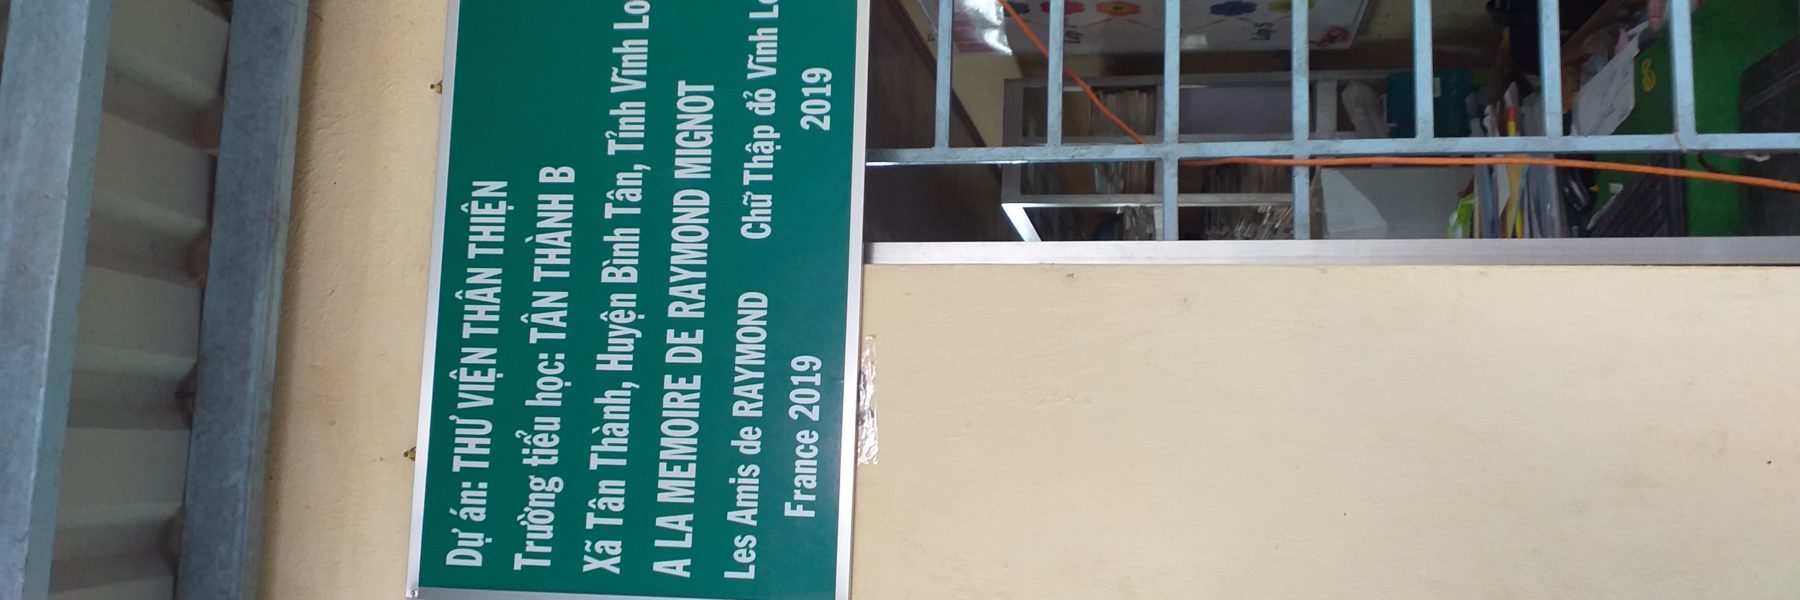 Dự án: THƯ VIỆN THÂN THIỆN
Trường tiểu học: TÂN THÀNH B
Xã Tân Thành, Huyện Bình Tân, Tỉnh Vĩnh Lo
A LA MEMOIRE DE RAYMOND MIGNOT
Les Amis de RAYMOND Chữ Thập đỏ Vĩnh Lo
France 2019 2019